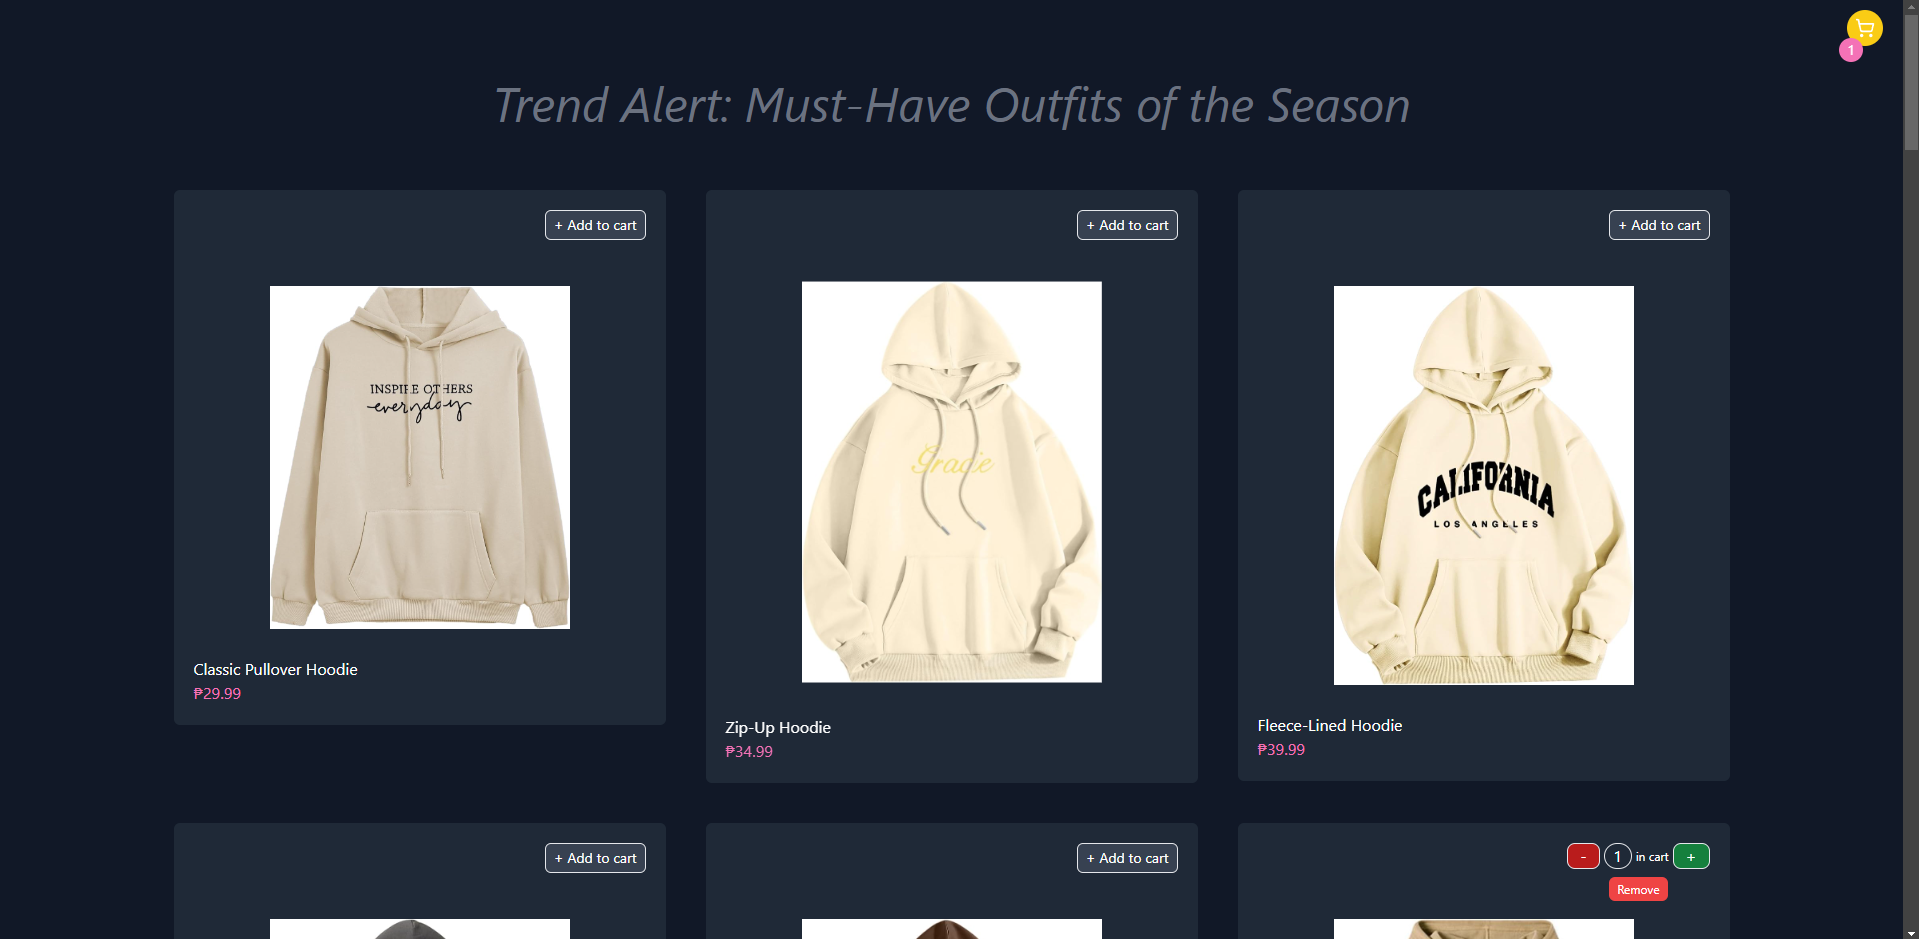 1
Trend Alert: Must-Have Outfits of the Season
+ Add to cart
+ Add to cart
+ Add to cart
INSPIRE OTHERS
everyday
Gracie
CALIFORNIA
LOS ANGELES
Classic Pullover Hoodie
₱29.99
Zip-Up Hoodie
₱34.99
Fleece-Lined Hoodie
₱39.99
+ Add to cart
+ Add to cart
- 1 in cart +
Remove